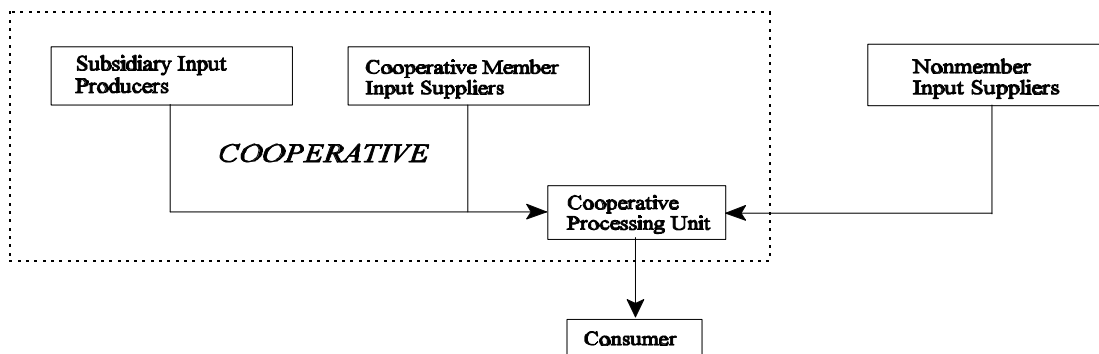 Subsidiary Input
Producers
Cooperative Member
Input Suppliers
Nonmember
Input Suppliers
COOPERATIVE
Cooperative
Processing Unit
Consumer